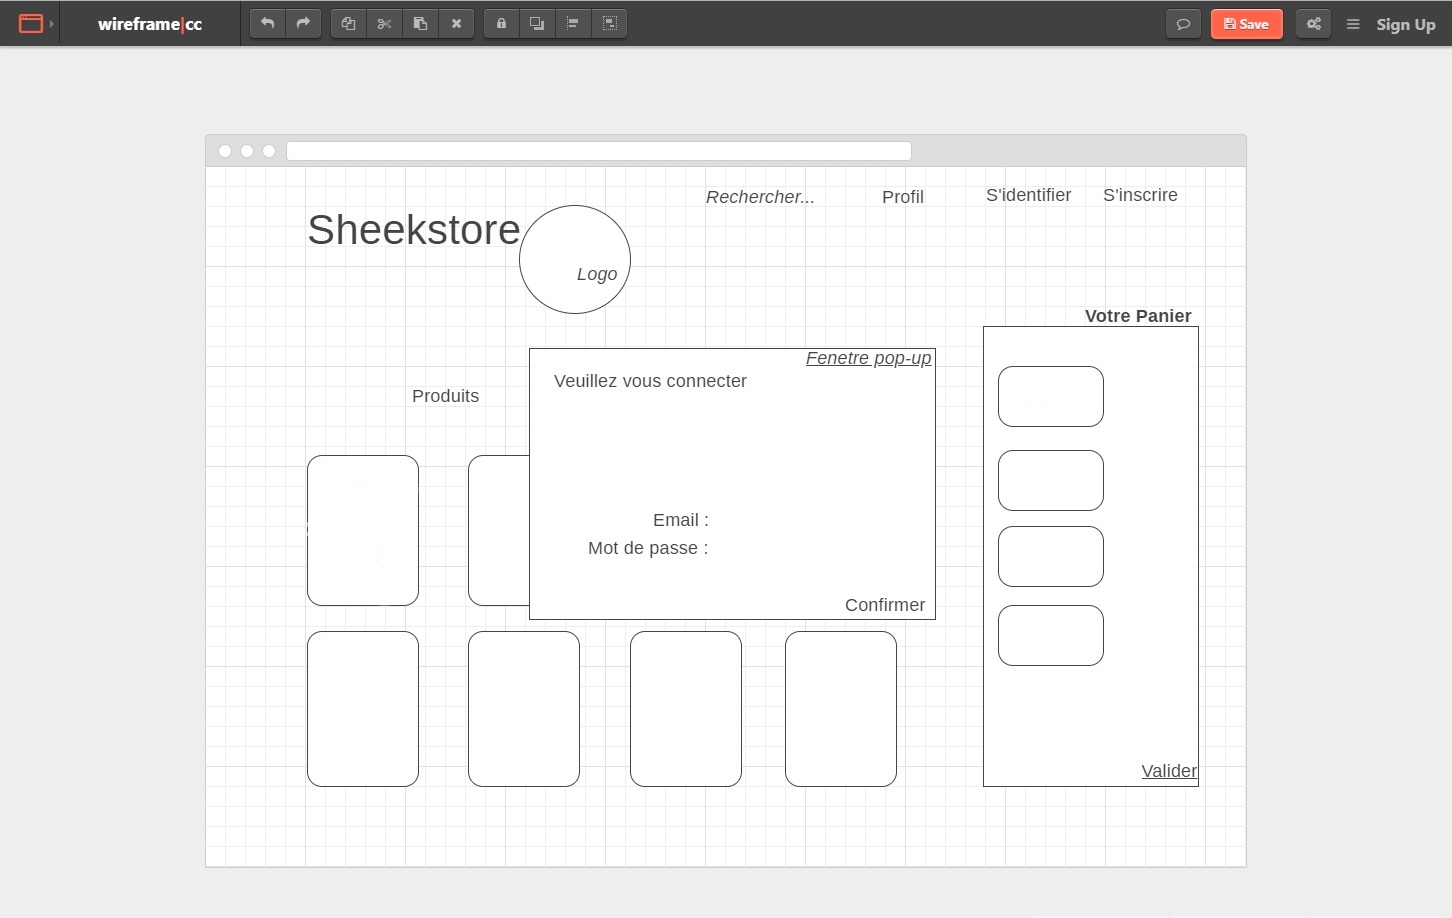 wireframe|cc
Save
Sign Up
Rechercher...
Profil
S'identifier
S'inscrire
Sheekstore
Logo
Votre Panier
Fenetre pop-up
Veuillez vous connecter
Produits
Email :
Mot de passe :
Confirmer
Valider